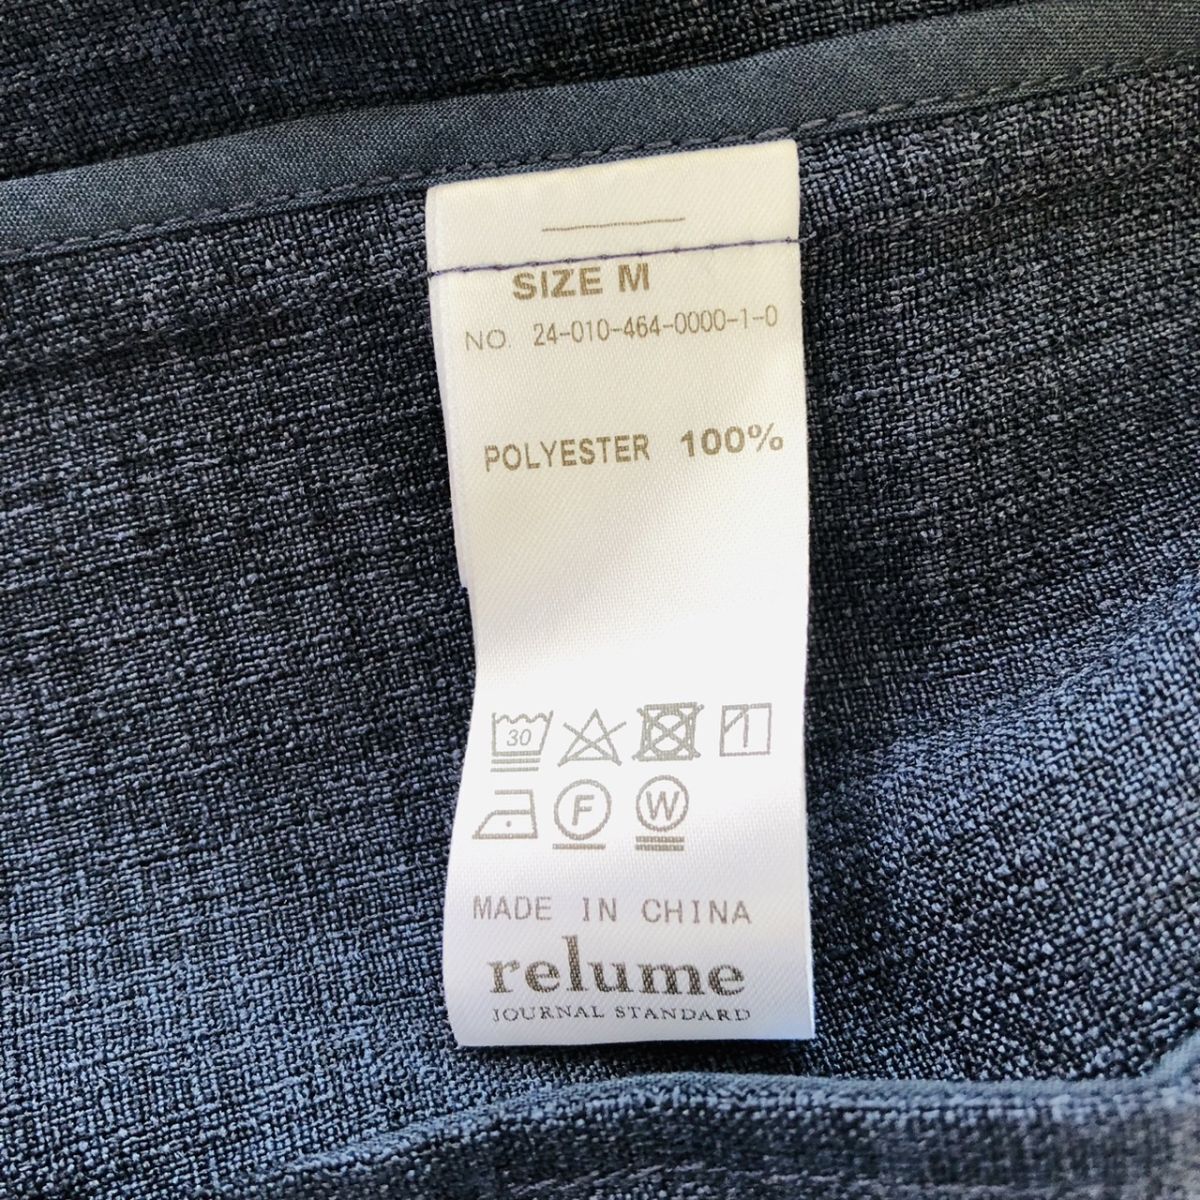 SIZE M
NO. 24-010-464-0000-1-0
POLYESTER 100%
30
F W
MADE IN CHINA
relume
JOURNAL STANDARD